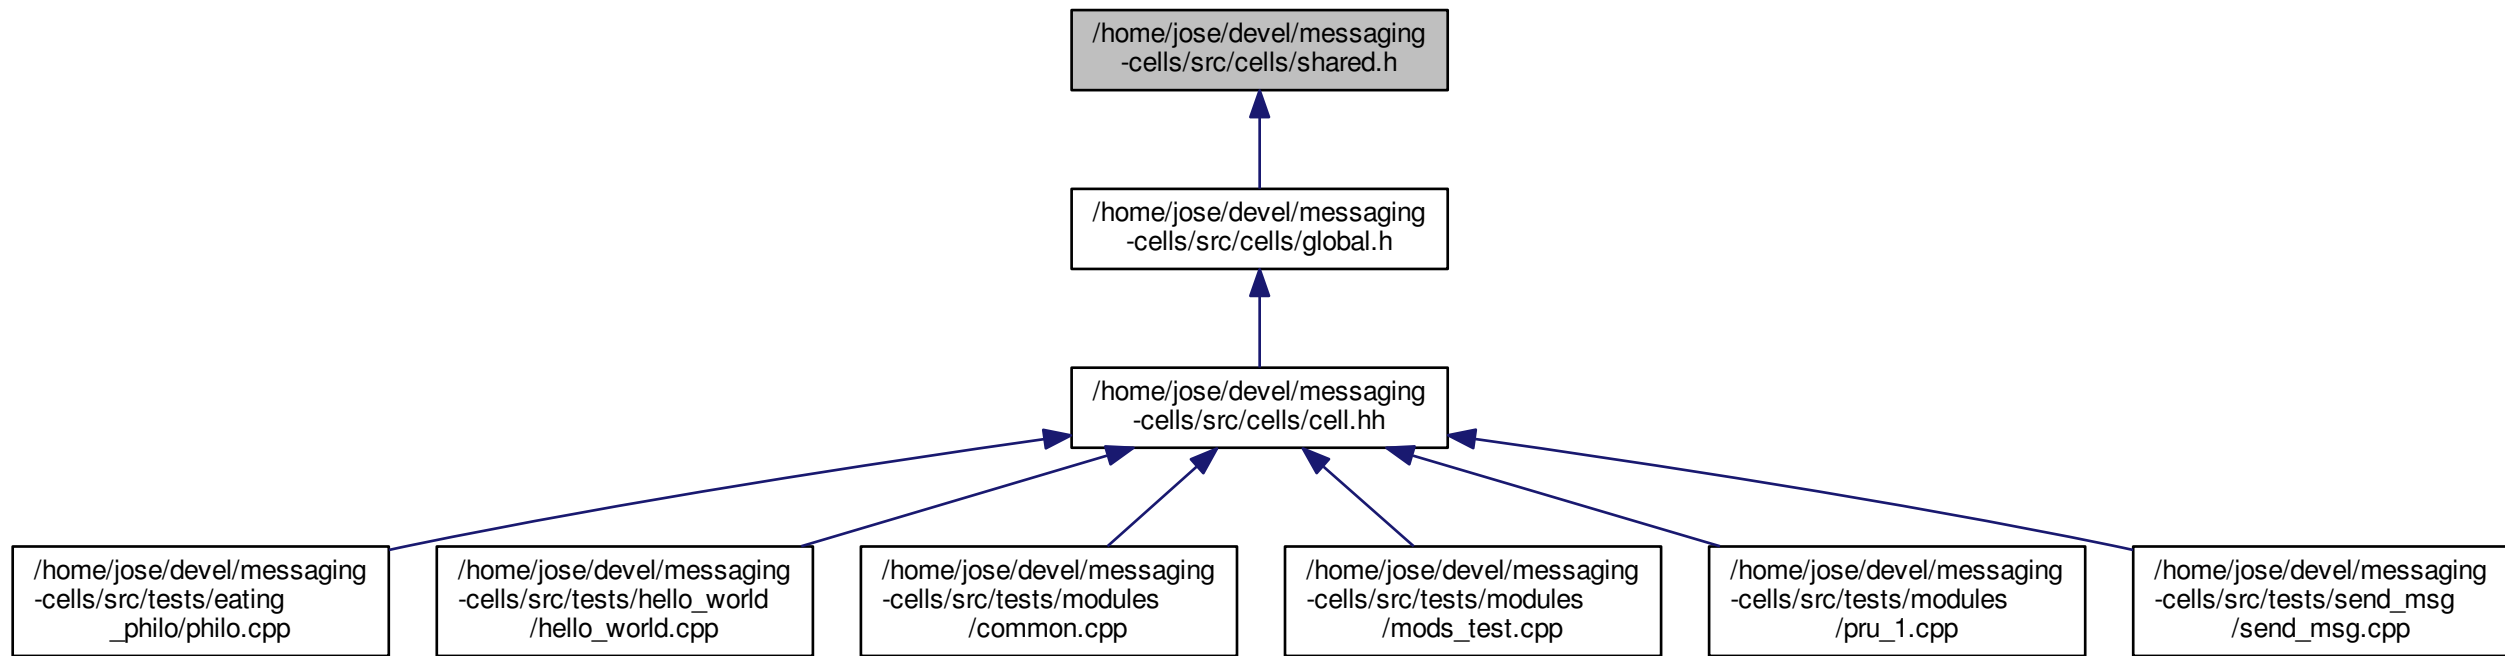 /home/jose/devel/messaging
-cells/src/cells/shared.h
/home/jose/devel/messaging
-cells/src/cells/global.h
/home/jose/devel/messaging
-cells/src/cells/cell.hh
/home/jose/devel/messaging
-cells/src/tests/eating
_philo/philo.cpp
/home/jose/devel/messaging
-cells/src/tests/hello_world
/hello_world.cpp
/home/jose/devel/messaging
-cells/src/tests/modules
/common.cpp
/home/jose/devel/messaging
-cells/src/tests/modules
/mods_test.cpp
/home/jose/devel/messaging
-cells/src/tests/modules
/pru_1.cpp
/home/jose/devel/messaging
-cells/src/tests/send_msg
/send_msg.cpp